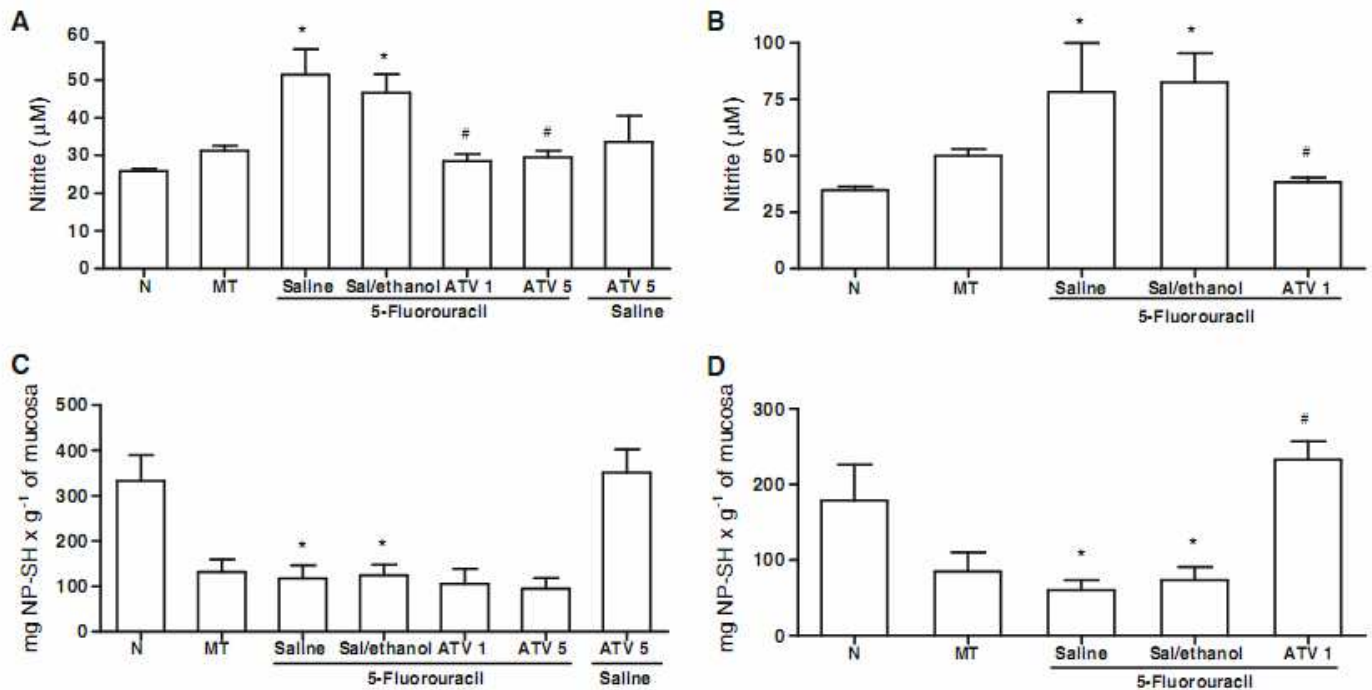 A
60
50
40
30
20
10
0
Nitrite ( μM)
*
*
#
#
N MT Saline Sal/ethanol ATV 1 ATV 5 ATV 5
5-Fluorouracil Saline
B
100
75
50
25
0
Nitrite ( μM)
*
*
#
N MT Saline Sal/ethanol ATV 1
5-Fluorouracil
C
500
400
300
200
100
0
mg NP-SH x g⁻¹ of mucosa
*
*
N MT Saline Sal/ethanol ATV 1 ATV 5 ATV 5
5-Fluorouracil Saline
D
300
200
100
0
mg NP-SH x g⁻¹ of mucosa
*
*
#
N MT Saline Sal/ethanol ATV 1
5-Fluorouracil